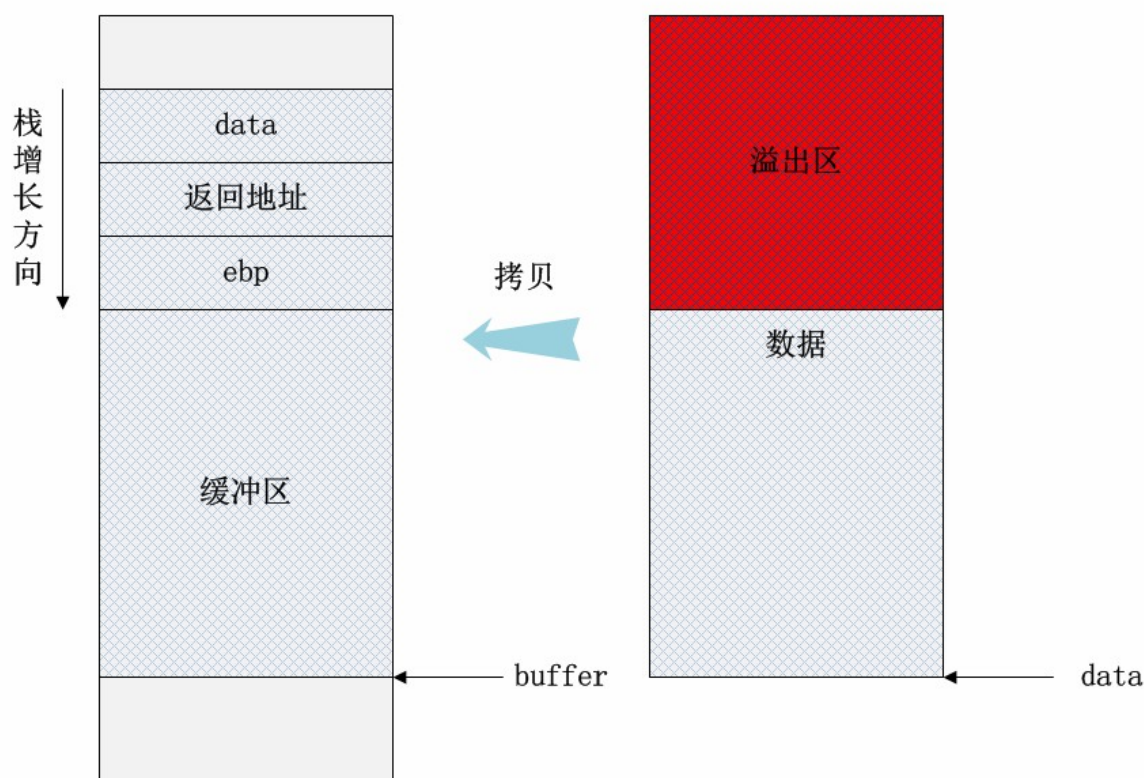 栈增长方向
data
返回地址
ebp
缓冲区
buffer
拷贝
溢出区
数据
data